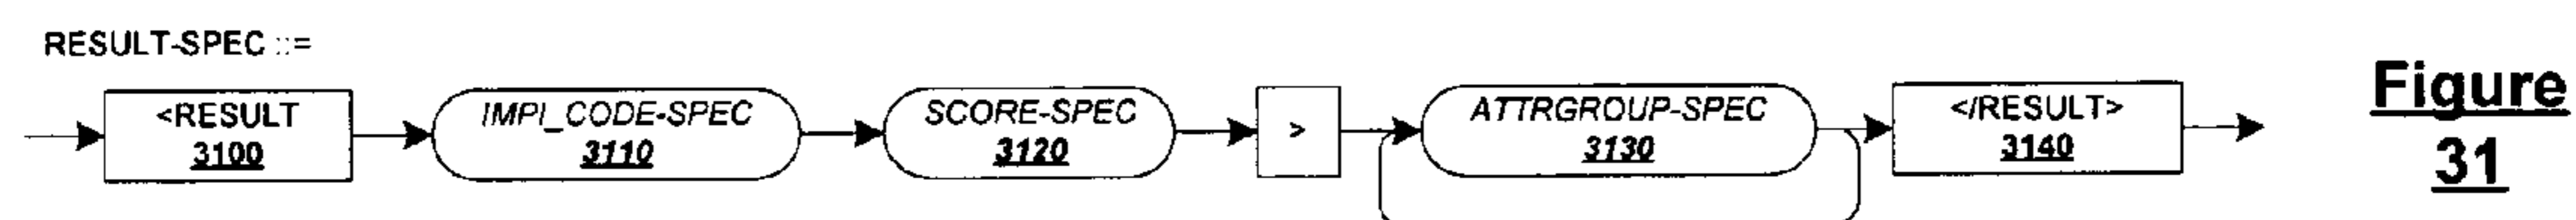 RESULT-SPEC ::=
<RESULT
3100
IMPI_CODE-SPEC
3110
SCORE-SPEC
3120
>
ATTRGROUP-SPEC
3130
</RESULT>
3140
Figure
31